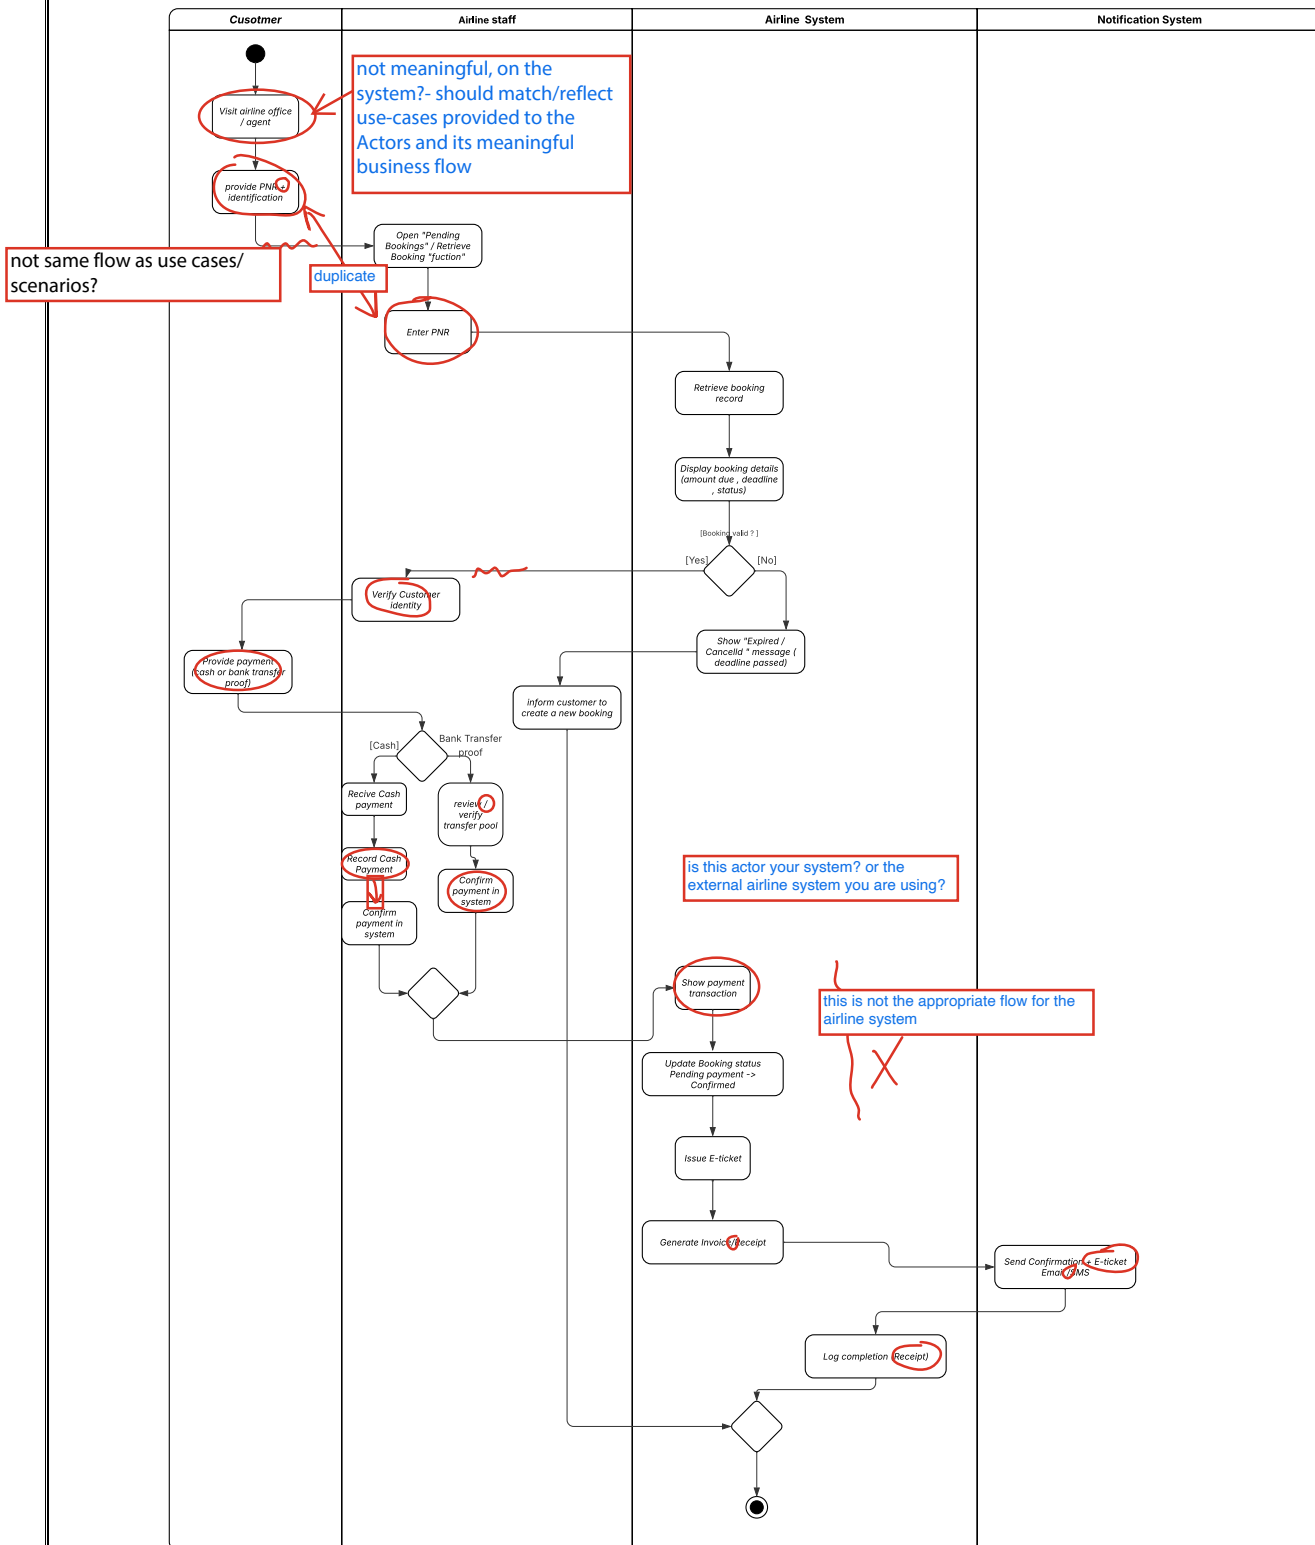 Cusotmer
Airline staff
Airline System
Notification System
Visit airline office
/ agent
not meaningful, on the
system?- should match/reflect
use-cases provided to the
Actors and its meaningful
business flow
provide PNR +
identification
not same flow as use cases/
scenarios?
Open "Pending
Bookings" / Retrieve
Booking "fuction"
duplicate
Enter PNR
Retrieve booking
record
Display booking details
(amount due , deadline
, status)
[Booking valid ? ]
[Yes]
[No]
Verify Customer
identity
Show "Expired /
Cancelld " message (
deadline passed)
Provide payment
(cash or bank transfer
proof)
inform customer to
create a new booking
[Cash]
Bank Transfer
proof
Recive Cash
payment
review /
verify
transfer pool
Record Cash
Payment
Confirm
payment in
system
Confirm
payment in
system
is this actor your system? or the
external airline system you are using?
Show payment
transaction
this is not the appropriate flow for the
airline system
Update Booking status
Pending payment ->
Confirmed
Issue E-ticket
Generate Invoice/Receipt
Send Confirmation + E-ticket
Email /SMS
Log completion (Receipt)